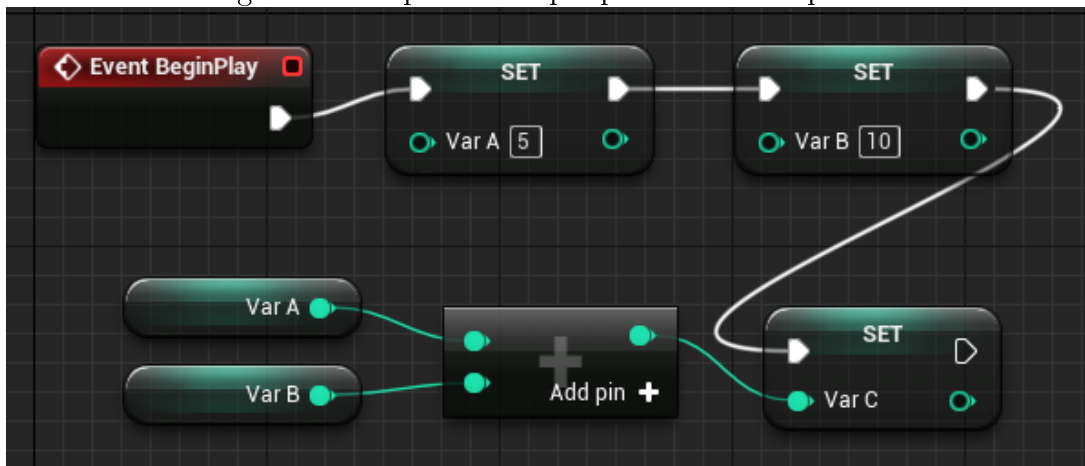 Event BeginPlay
SET
Var A 5
SET
Var B 10
Var A
Var B
Add pin +
SET
Var C